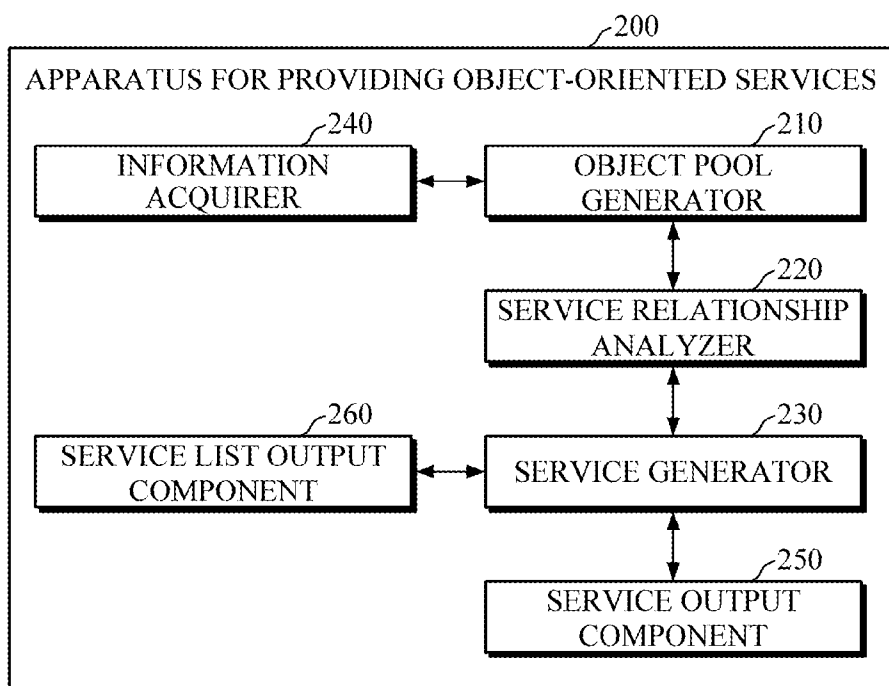 200
APPARATUS FOR PROVIDING OBJECT-ORIENTED SERVICES
240
INFORMATION
ACQUIRER
210
OBJECT POOL
GENERATOR
220
SERVICE RELATIONSHIP
ANALYZER
260
SERVICE LIST OUTPUT
COMPONENT
230
SERVICE GENERATOR
250
SERVICE OUTPUT
COMPONENT